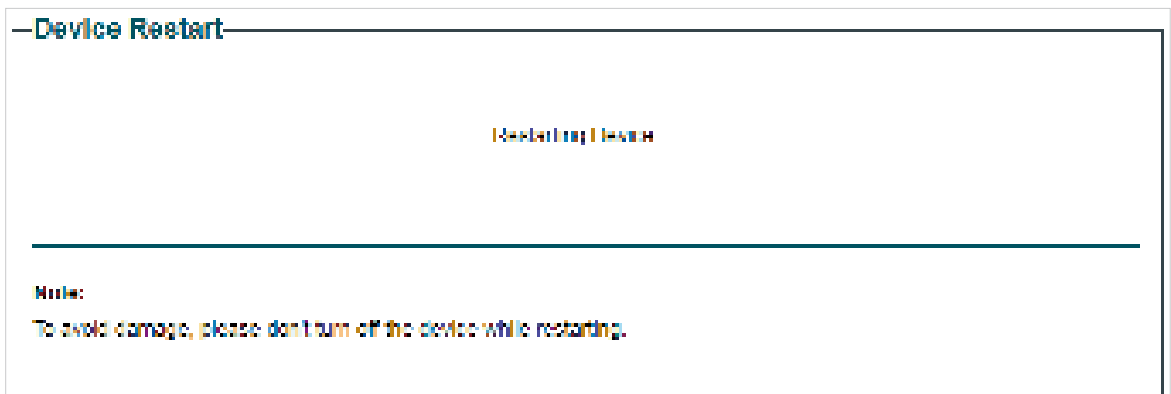 Device Restart
Restarting Device
Note:
To avoid damage, please don't turn off the device while restarting.